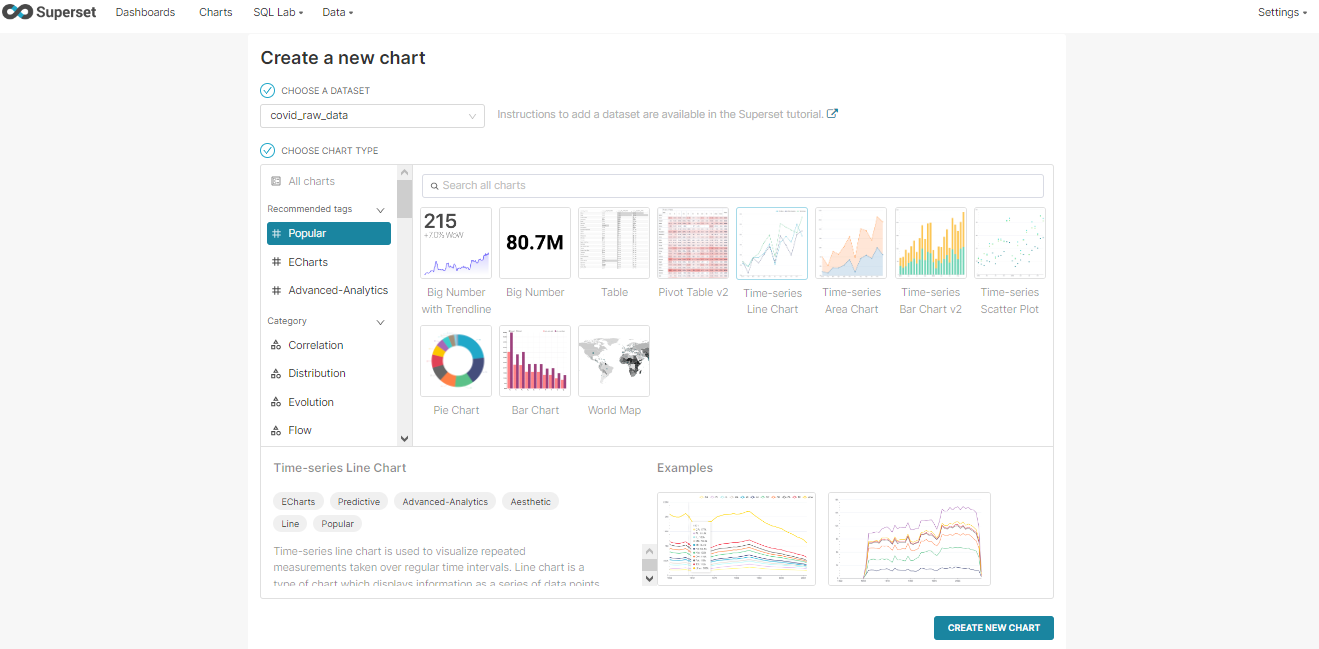 Superset Dashboards Charts SQL Lab Data Settings
Create a new chart
CHOOSE A DATASET
covid_raw_data
Instructions to add a dataset are available in the Superset tutorial.
CHOOSE CHART TYPE
All charts
Recommended tags
Popular
ECharts
Advanced-Analytics
Category
Correlation
Distribution
Evolution
Flow
Search all charts
215
+7.0% WoW
80.7M
Big Number
with Trendline
Big Number
Table
Pivot Table v2
Time-series
Line Chart
Time-series
Area Chart
Time-series
Bar Chart v2
Time-series
Scatter Plot
Pie Chart
Bar Chart
World Map
Time-series Line Chart
ECharts Predictive Advanced-Analytics Aesthetic
Line Popular
Time-series line chart is used to visualize repeated
measurements taken over regular time intervals. Line chart is a
type of chart which displays information as a series of data points
Examples
CREATE NEW CHART